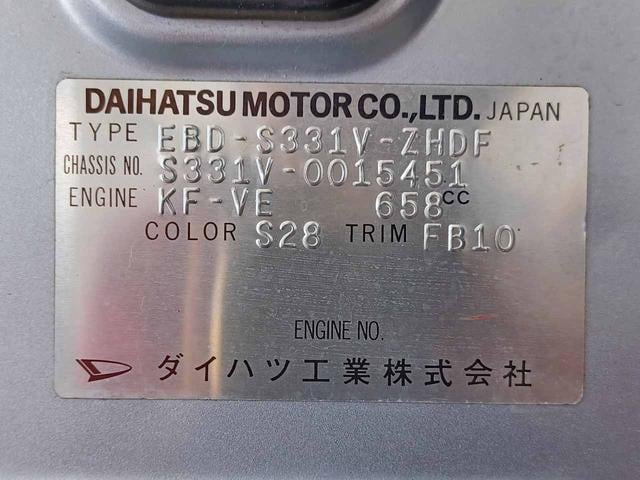 DAIHATSU MOTOR CO.,LTD. JAPAN
TYPE EBD-S331V-ZHDF
CHASSIS NO. S331V-0015451
ENGINE KF-VE 658CC
COLOR S28 TRIM FB10
ENGINE NO.
ダイハツ工業株式会社